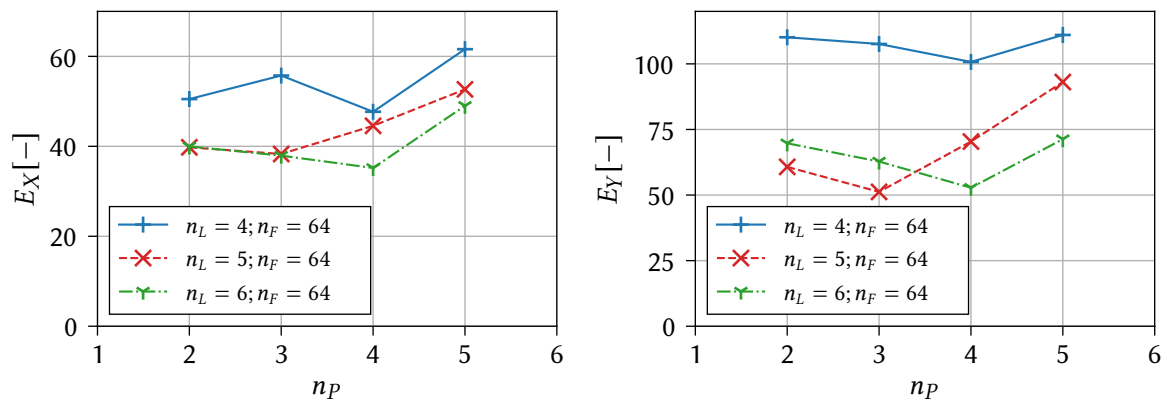 60
40
20
0
E_X [−]
1 2 3 4 5 6
n_P
n_L = 4; n_F = 64
n_L = 5; n_F = 64
n_L = 6; n_F = 64
100
75
50
25
0
E_Y [−]
1 2 3 4 5 6
n_P
n_L = 4; n_F = 64
n_L = 5; n_F = 64
n_L = 6; n_F = 64